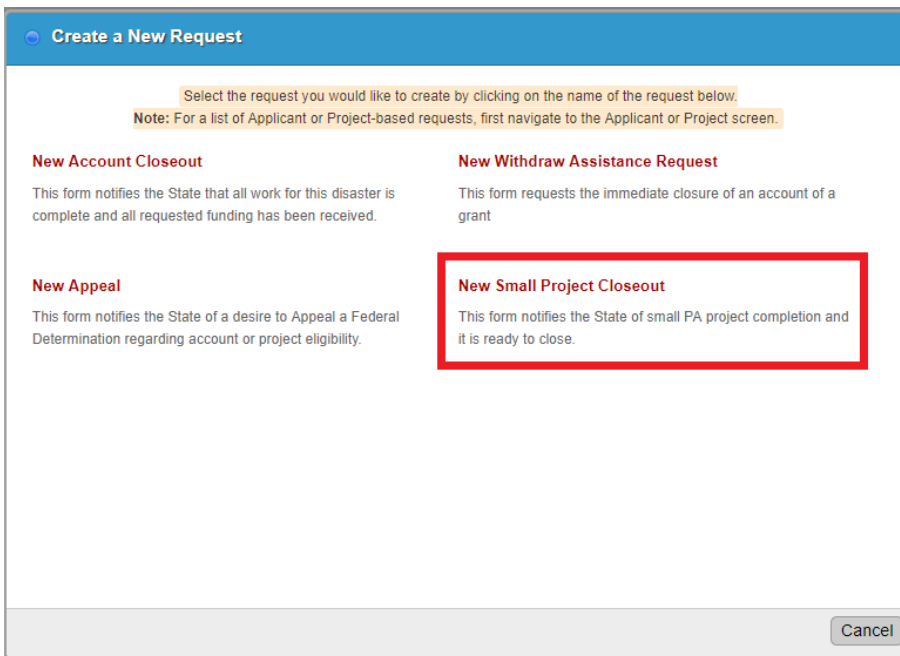 Create a New Request
Select the request you would like to create by clicking on the name of the request below.
Note: For a list of Applicant or Project-based requests, first navigate to the Applicant or Project screen.
New Account Closeout
This form notifies the State that all work for this disaster is
complete and all requested funding has been received.
New Withdraw Assistance Request
This form requests the immediate closure of an account of a
grant
New Appeal
This form notifies the State of a desire to Appeal a Federal
Determination regarding account or project eligibility.
New Small Project Closeout
This form notifies the State of small PA project completion and
it is ready to close.
Cancel